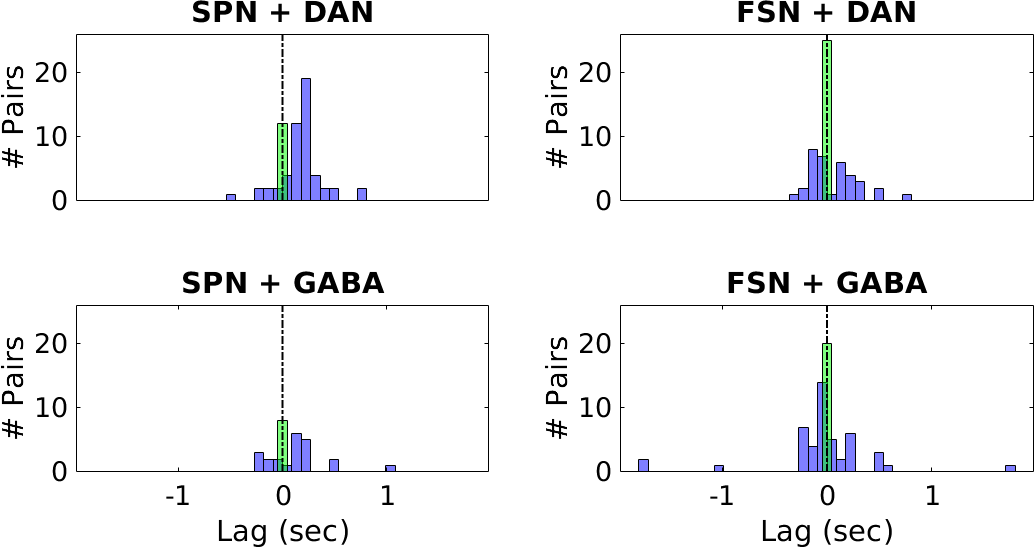 SPN + DAN
# Pairs
20
10
0
FSN + DAN
# Pairs
20
10
0
SPN + GABA
# Pairs
20
10
0
-1 0 1
Lag (sec)
FSN + GABA
# Pairs
20
10
0
-1 0 1
Lag (sec)